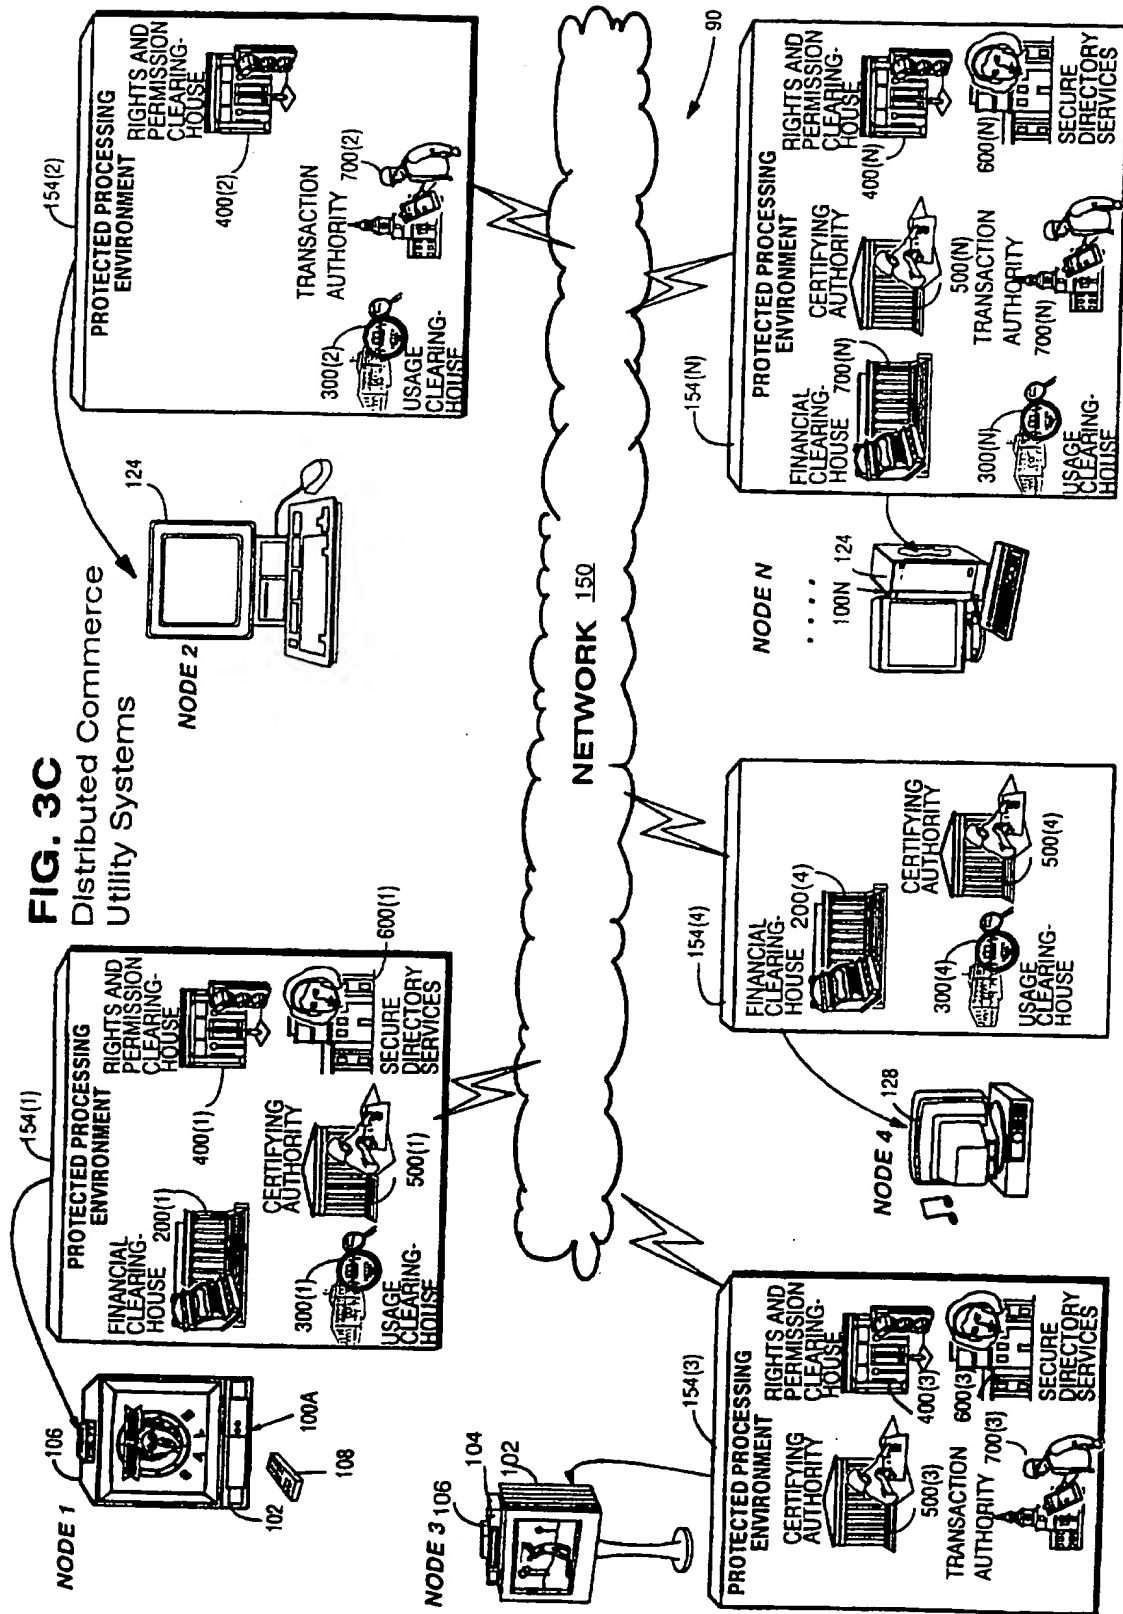 FIG. 3C
Distributed Commerce
Utility Systems
NODE 1
106
102
100A
108
154(1)
PROTECTED PROCESSING
ENVIRONMENT
FINANCIAL
CLEARING-
HOUSE
200(1)
RIGHTS AND
PERMISSION
CLEARING-
HOUSE
400(1)
CERTIFYING
AUTHORITY
500(1)
300(1)
USAGE
CLEARING-
HOUSE
600(1)
SECURE
DIRECTORY
SERVICES
NODE 2
124
154(2)
PROTECTED PROCESSING
ENVIRONMENT
RIGHTS AND
PERMISSION
CLEARING-
HOUSE
400(2)
TRANSACTION
AUTHORITY
700(2)
300(2)
USAGE
CLEARING-
HOUSE
NETWORK 150
90
NODE 3
106
104
102
154(3)
PROTECTED PROCESSING
ENVIRONMENT
CERTIFYING
AUTHORITY
500(3)
RIGHTS AND
PERMISSION
CLEARING-
HOUSE
400(3)
TRANSACTION
AUTHORITY
700(3)
600(3)
SECURE
DIRECTORY
SERVICES
NODE 4
128
154(4)
FINANCIAL
CLEARING-
HOUSE
200(4)
CERTIFYING
AUTHORITY
500(4)
300(4)
USAGE
CLEARING-
HOUSE
NODE N
. . . .
100N
124
154(N)
PROTECTED PROCESSING
ENVIRONMENT
FINANCIAL
CLEARING-
HOUSE
700(N)
CERTIFYING
AUTHORITY
500(N)
RIGHTS AND
PERMISSION
CLEARING-
HOUSE
400(N)
300(N)
USAGE
CLEARING-
HOUSE
TRANSACTION
AUTHORITY
700(N)
600(N)
SECURE
DIRECTORY
SERVICES